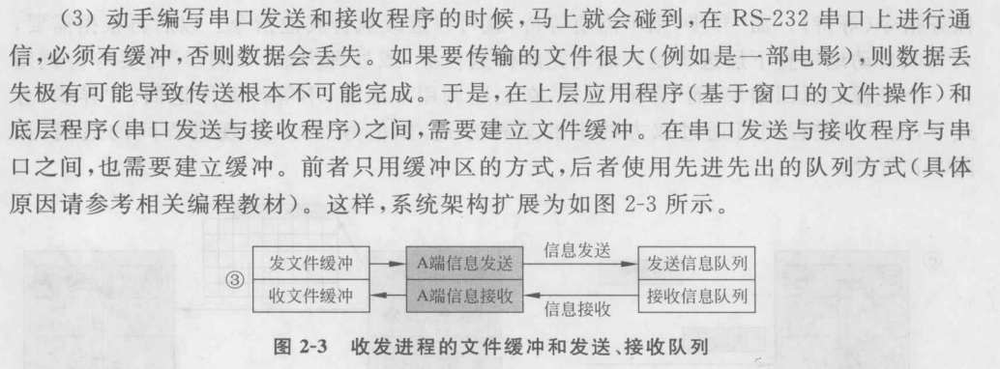 (3) 动手编写串口发送和接收程序的时候,马上就会碰到,在 RS-232 串口上进行通
信,必须有缓冲,否则数据会丢失。如果要传输的文件很大(例如是一部电影),则数据丢
失极有可能导致传送根本不可能完成。于是,在上层应用程序(基于窗口的文件操作)和
底层程序(串口发送与接收程序)之间,需要建立文件缓冲。在串口发送与接收程序与串
口之间,也需要建立缓冲。前者只用缓冲区的方式,后者使用先进先出的队列方式(具体
原因请参考相关编程教材)。这样,系统架构扩展为如图 2-3 所示。
③
发文件缓冲 A端信息发送 信息发送 发送信息队列
收文件缓冲 A端信息接收 信息接收 接收信息队列
图 2-3 收发进程的文件缓冲和发送、接收队列